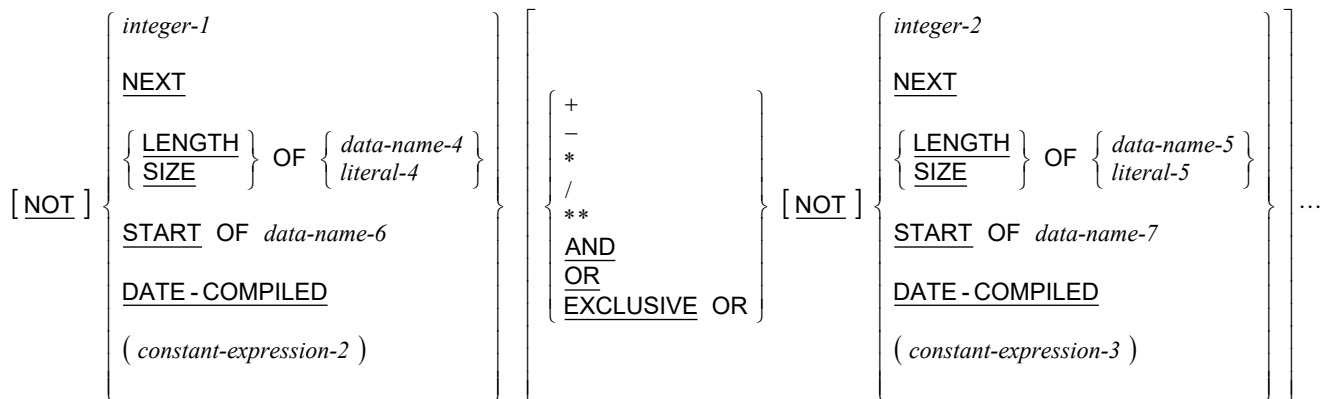 integer-1 integer-2
NEXT NEXT
{ LENGTH SIZE } OF { data-name-4 literal-4 } + − * / ** AND OR EXCLUSIVE OR { LENGTH SIZE } OF { data-name-5 literal-5 }
[ NOT ] [ NOT ] ...
START OF data-name-6 START OF data-name-7
DATE - COMPILED DATE - COMPILED
( constant-expression-2 ) ( constant-expression-3 )